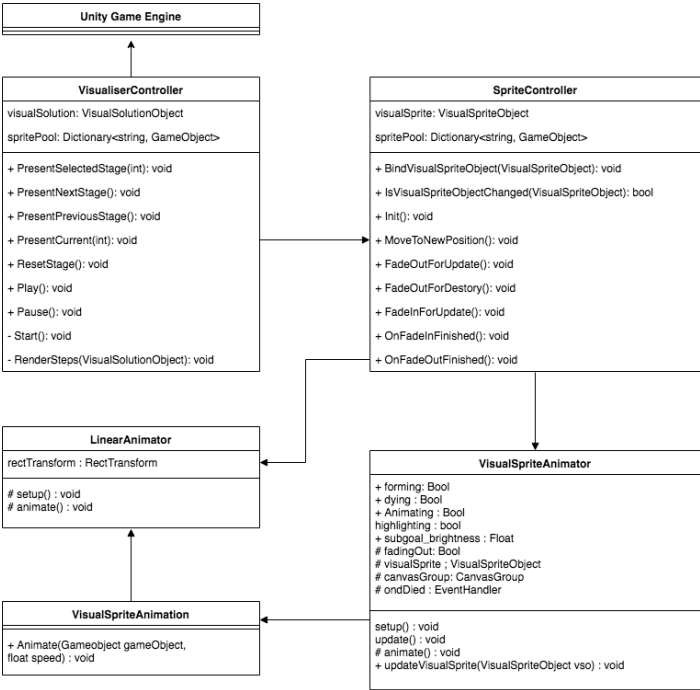 Unity Game Engine
VisualiserController
visualSolution: VisualSolutionObject
spritePool: Dictionary<string, GameObject>
+ PresentSelectedStage(int): void
+ PresentNextStage(): void
+ PresentPreviousStage(): void
+ PresentCurrent(int): void
+ ResetStage(): void
+ Play(): void
+ Pause(): void
- Start(): void
- RenderSteps(VisualSolutionObject): void
SpriteController
visualSprite: VisualSpriteObject
spritePool: Dictionary<string, GameObject>
+ BindVisualSpriteObject(VisualSpriteObject): void
+ IsVisualSpriteObjectChanged(VisualSpriteObject): bool
+ Init(): void
+ MoveToNewPosition(): void
+ FadeOutForUpdate(): void
+ FadeOutForDestory(): void
+ FadeInForUpdate(): void
+ OnFadeInFinished(): void
+ OnFadeOutFinished(): void
LinearAnimator
rectTransform : RectTransform
# setup() : void
# animate() : void
VisualSpriteAnimator
+ forming: Bool
+ dying : Bool
+ Animating : Bool
highlighting : bool
+ subgoal_brightness : Float
# fadingOut: Bool
# visualSprite ; VisualSpriteObject
# canvasGroup: CanvasGroup
# ondDied : EventHandler
setup() : void
update() : void
# animate() : void
+ updateVisualSprite(VisualSpriteObject vso) : void
VisualSpriteAnimation
+ Animate(Gameobject gameObject,
float speed) : void